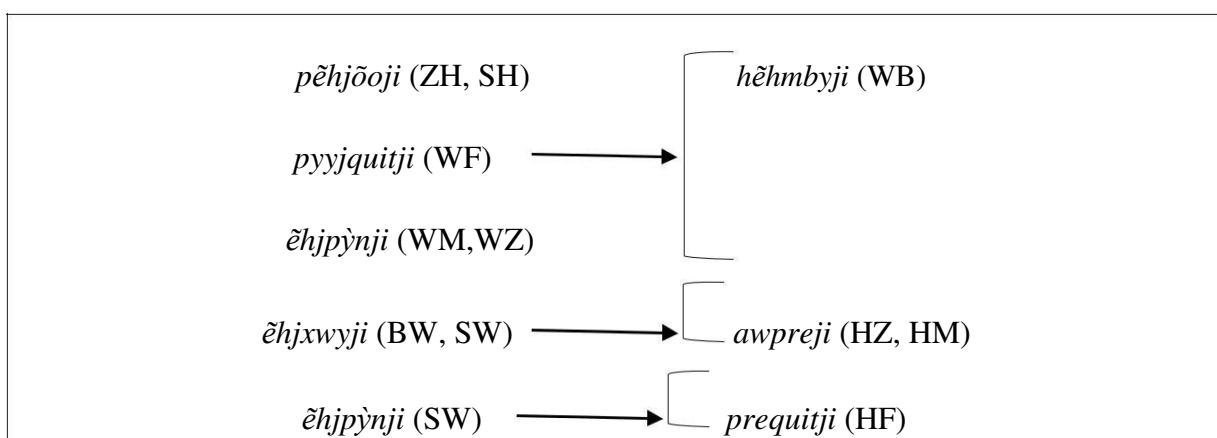 pẽhjõoji (ZH, SH) hẽhmbyji (WB)
pyyjquitji (WF)
ẽhjpỳnji (WM,WZ)
ẽhjxwyji (BW, SW) awpreji (HZ, HM)
ẽhjpỳnji (SW) prequitji (HF)